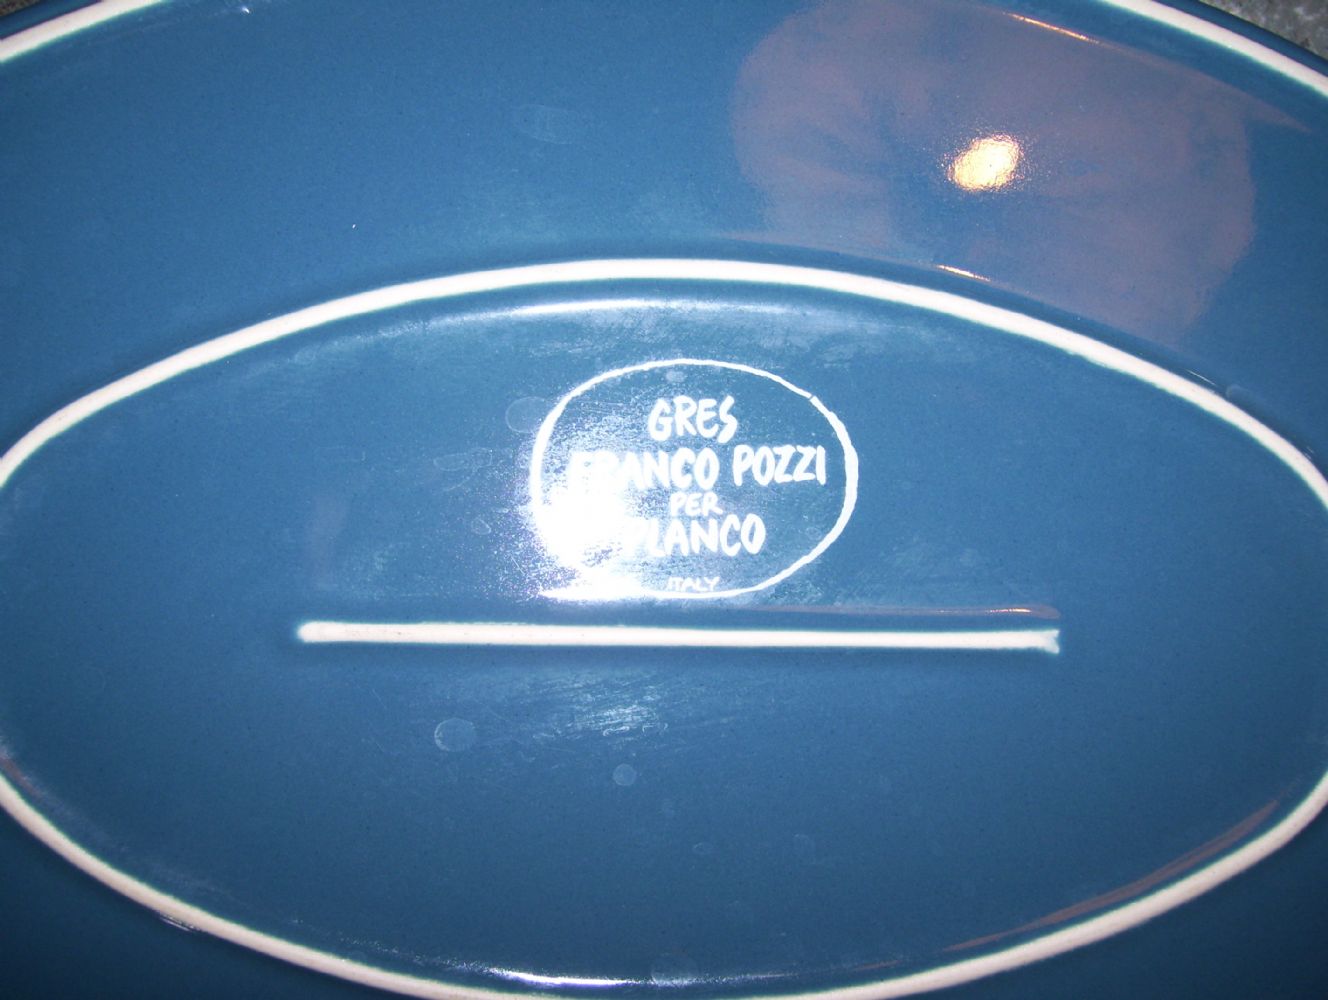 GRES
FRANCO POZZI
PER
PLANCO
ITALY